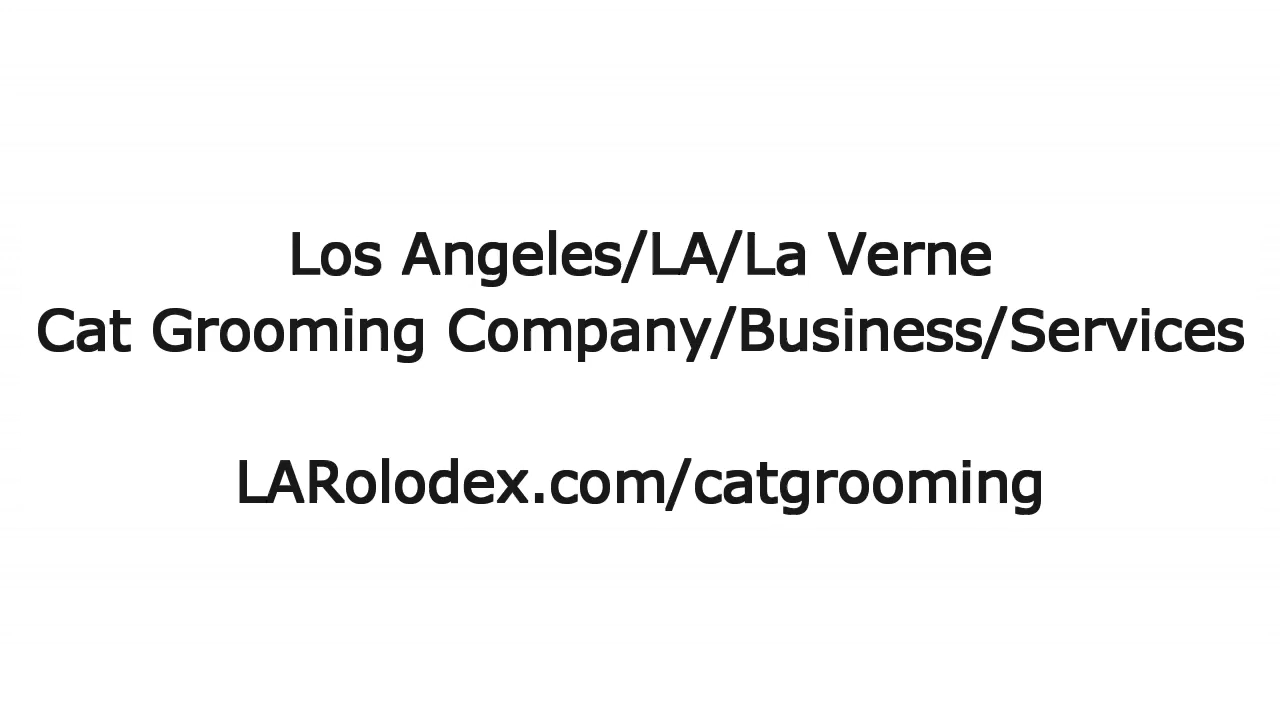 Los Angeles/LA/La Verne
Cat Grooming Company/Business/Services
LARolodex.com/catgrooming